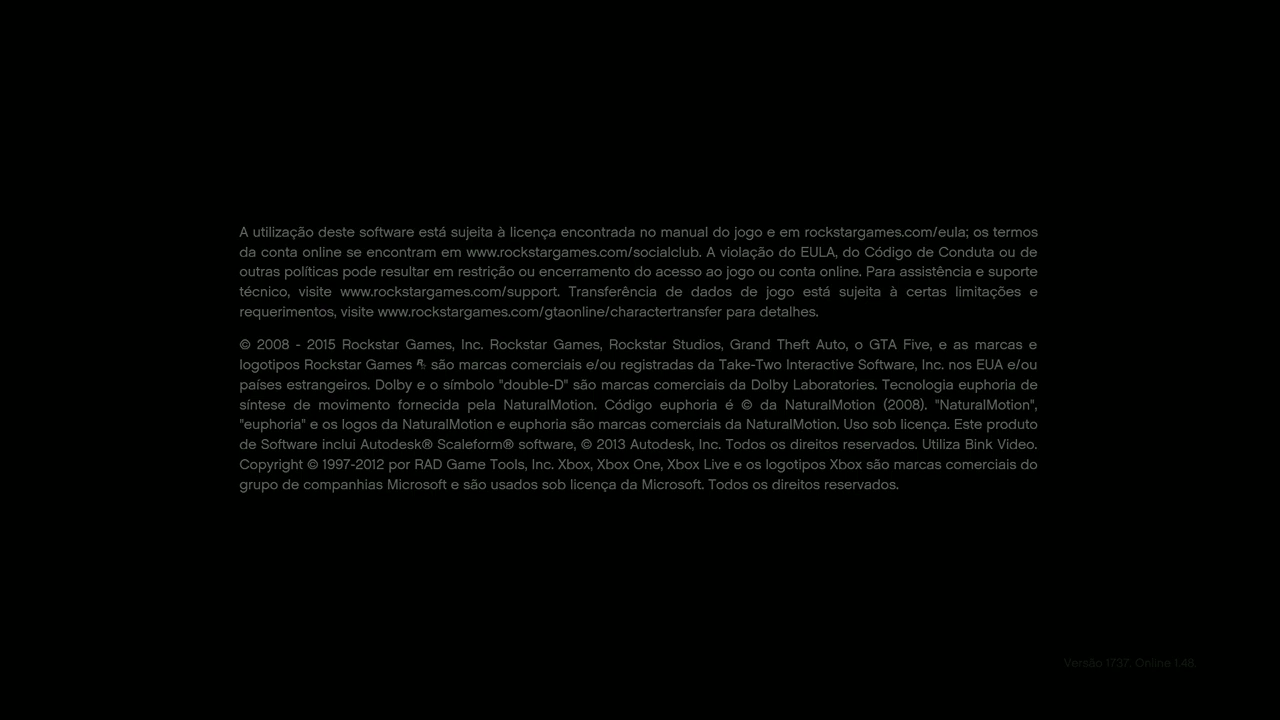 A utilização deste software está sujeita à licença encontrada no manual do jogo e em rockstargames.com/eula; os termos
da conta online se encontram em www.rockstargames.com/socialclub. A violação do EULA, do Código de Conduta ou de
outras políticas pode resultar em restrição ou encerramento do acesso ao jogo ou conta online. Para assistência e suporte
técnico, visite www.rockstargames.com/support. Transferência de dados de jogo está sujeita à certas limitações e
requerimentos, visite www.rockstargames.com/gtaonline/charactertransfer para detalhes.
© 2008 - 2015 Rockstar Games, Inc. Rockstar Games, Rockstar Studios, Grand Theft Auto, o GTA Five, e as marcas e
logotipos Rockstar Games R* são marcas comerciais e/ou registradas da Take-Two Interactive Software, Inc. nos EUA e/ou
países estrangeiros. Dolby e o símbolo "double-D" são marcas comerciais da Dolby Laboratories. Tecnologia euphoria de
síntese de movimento fornecida pela NaturalMotion. Código euphoria é © da NaturalMotion (2008). "NaturalMotion",
"euphoria" e os logos da NaturalMotion e euphoria são marcas comerciais da NaturalMotion. Uso sob licença. Este produto
de Software inclui Autodesk® Scaleform® software, © 2013 Autodesk, Inc. Todos os direitos reservados. Utiliza Bink Video.
Copyright © 1997-2012 por RAD Game Tools, Inc. Xbox, Xbox One, Xbox Live e os logotipos Xbox são marcas comerciais do
grupo de companhias Microsoft e são usados sob licença da Microsoft. Todos os direitos reservados.
Versão 1737. Online 1.48